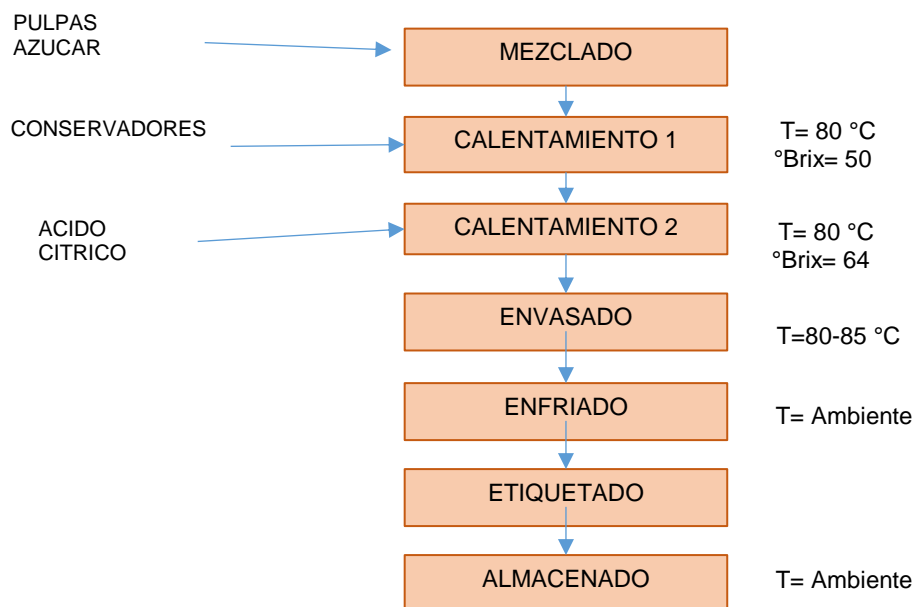 PULPAS
AZUCAR
MEZCLADO
CONSERVADORES
CALENTAMIENTO 1
T= 80 °C
°Brix= 50
ACIDO
CITRICO
CALENTAMIENTO 2
T= 80 °C
°Brix= 64
ENVASADO
T=80-85 °C
ENFRIADO
T= Ambiente
ETIQUETADO
ALMACENADO
T= Ambiente